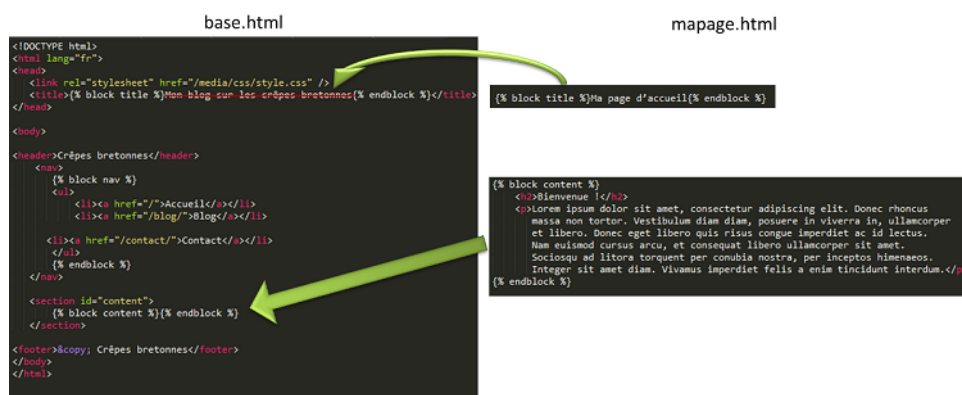 base.html
<!DOCTYPE html>
<html lang="fr">
<head>
<link rel="stylesheet" href="/media/css/style.css" />
<title>{% block title %}Mon blog sur les crêpes bretonnes{% endblock %}</title>
</head>
<body>
<header>Crêpes bretonnes</header>
<nav>
{% block nav %}
<ul>
<li><a href="/">Accueil</a></li>
<li><a href="/blog/">Blog</a></li>
<li><a href="/contact/">Contact</a></li>
</ul>
{% endblock %}
</nav>
<section id="content">
{% block content %}{% endblock %}
</section>
<footer>&copy; Crêpes bretonnes</footer>
</body>
</html>
mapage.html
{% block title %}Ma page d’accueil{% endblock %}
{% block content %}
<h2>Bienvenue !</h2>
<p>Lorem ipsum dolor sit amet, consectetur adipiscing elit. Donec rhoncus
massa non tortor. Vestibulum diam diam, posuere in viverra in, ullamcorper
et libero. Donec eget libero quis risus congue imperdiet ac id lectus.
Nam euismod cursus arcu, et consequat libero ullamcorper sit amet.
Sociosqu ad litora torquent per conubia nostra, per inceptos himenaeos.
Integer sit amet diam. Vivamus imperdiet felis a enim tincidunt interdum.</p
{% endblock %}